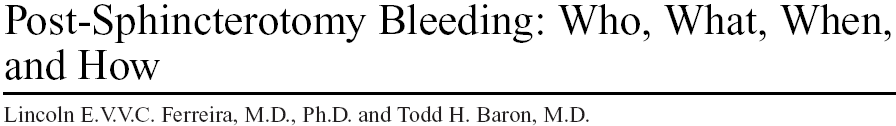 Post-Sphincterotomy Bleeding: Who, What, When,
and How
Lincoln E.V.V.C. Ferreira, M.D., Ph.D. and Todd H. Baron, M.D.